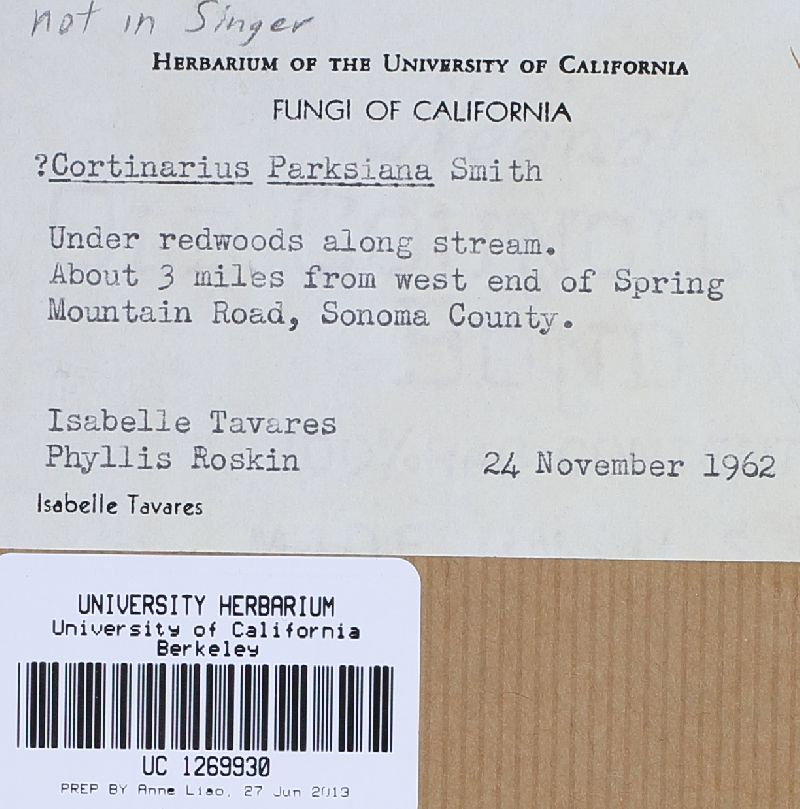 not in Singer
HERBARIUM OF THE UNIVERSITY OF CALIFORNIA
FUNGI OF CALIFORNIA
?Cortinarius Parksiana Smith
Under redwoods along stream.
About 3 miles from west end of Spring
Mountain Road, Sonoma County.
Isabelle Tavares
Phyllis Roskin 24 November 1962
Isabelle Tavares
UNIVERSITY HERBARIUM
University of California
Berkeley
UC 1269930
PREP BY Anne Liao, 27 Jun 2013